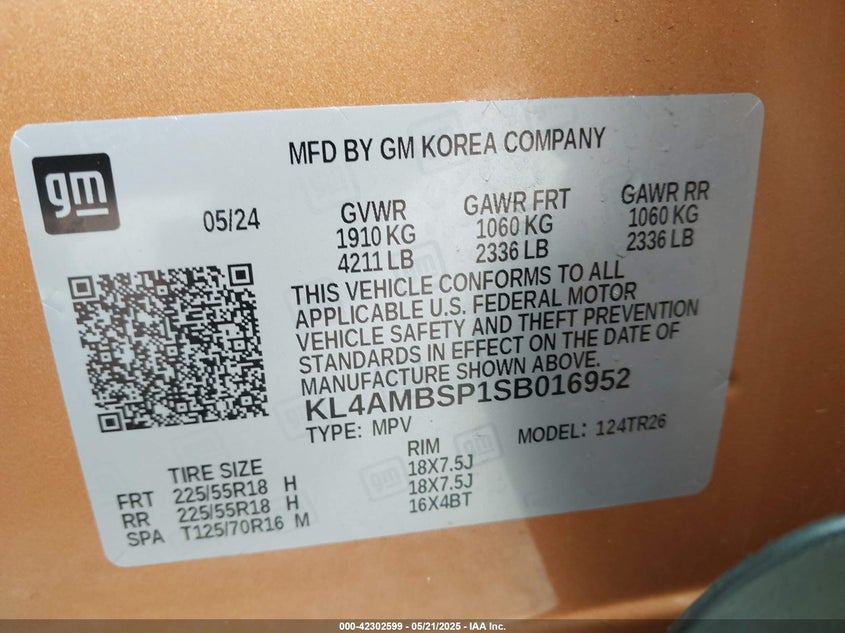 MFD BY GM KOREA COMPANY
gm
05/24
GVWR GAWR FRT GAWR RR
1910 KG 1060 KG 1060 KG
4211 LB 2336 LB 2336 LB
THIS VEHICLE CONFORMS TO ALL
APPLICABLE U.S. FEDERAL MOTOR
VEHICLE SAFETY AND THEFT PREVENTION
STANDARDS IN EFFECT ON THE DATE OF
MANUFACTURE SHOWN ABOVE.
KL4AMBSP1SB016952
TYPE: MPV MODEL: 124TR26
TIRE SIZE RIM
FRT 225/55R18 H 18X7.5J
RR 225/55R18 H 18X7.5J
SPA T125/70R16 M 16X4BT
000-42302599 - 05/21/2025 - IAA Inc.